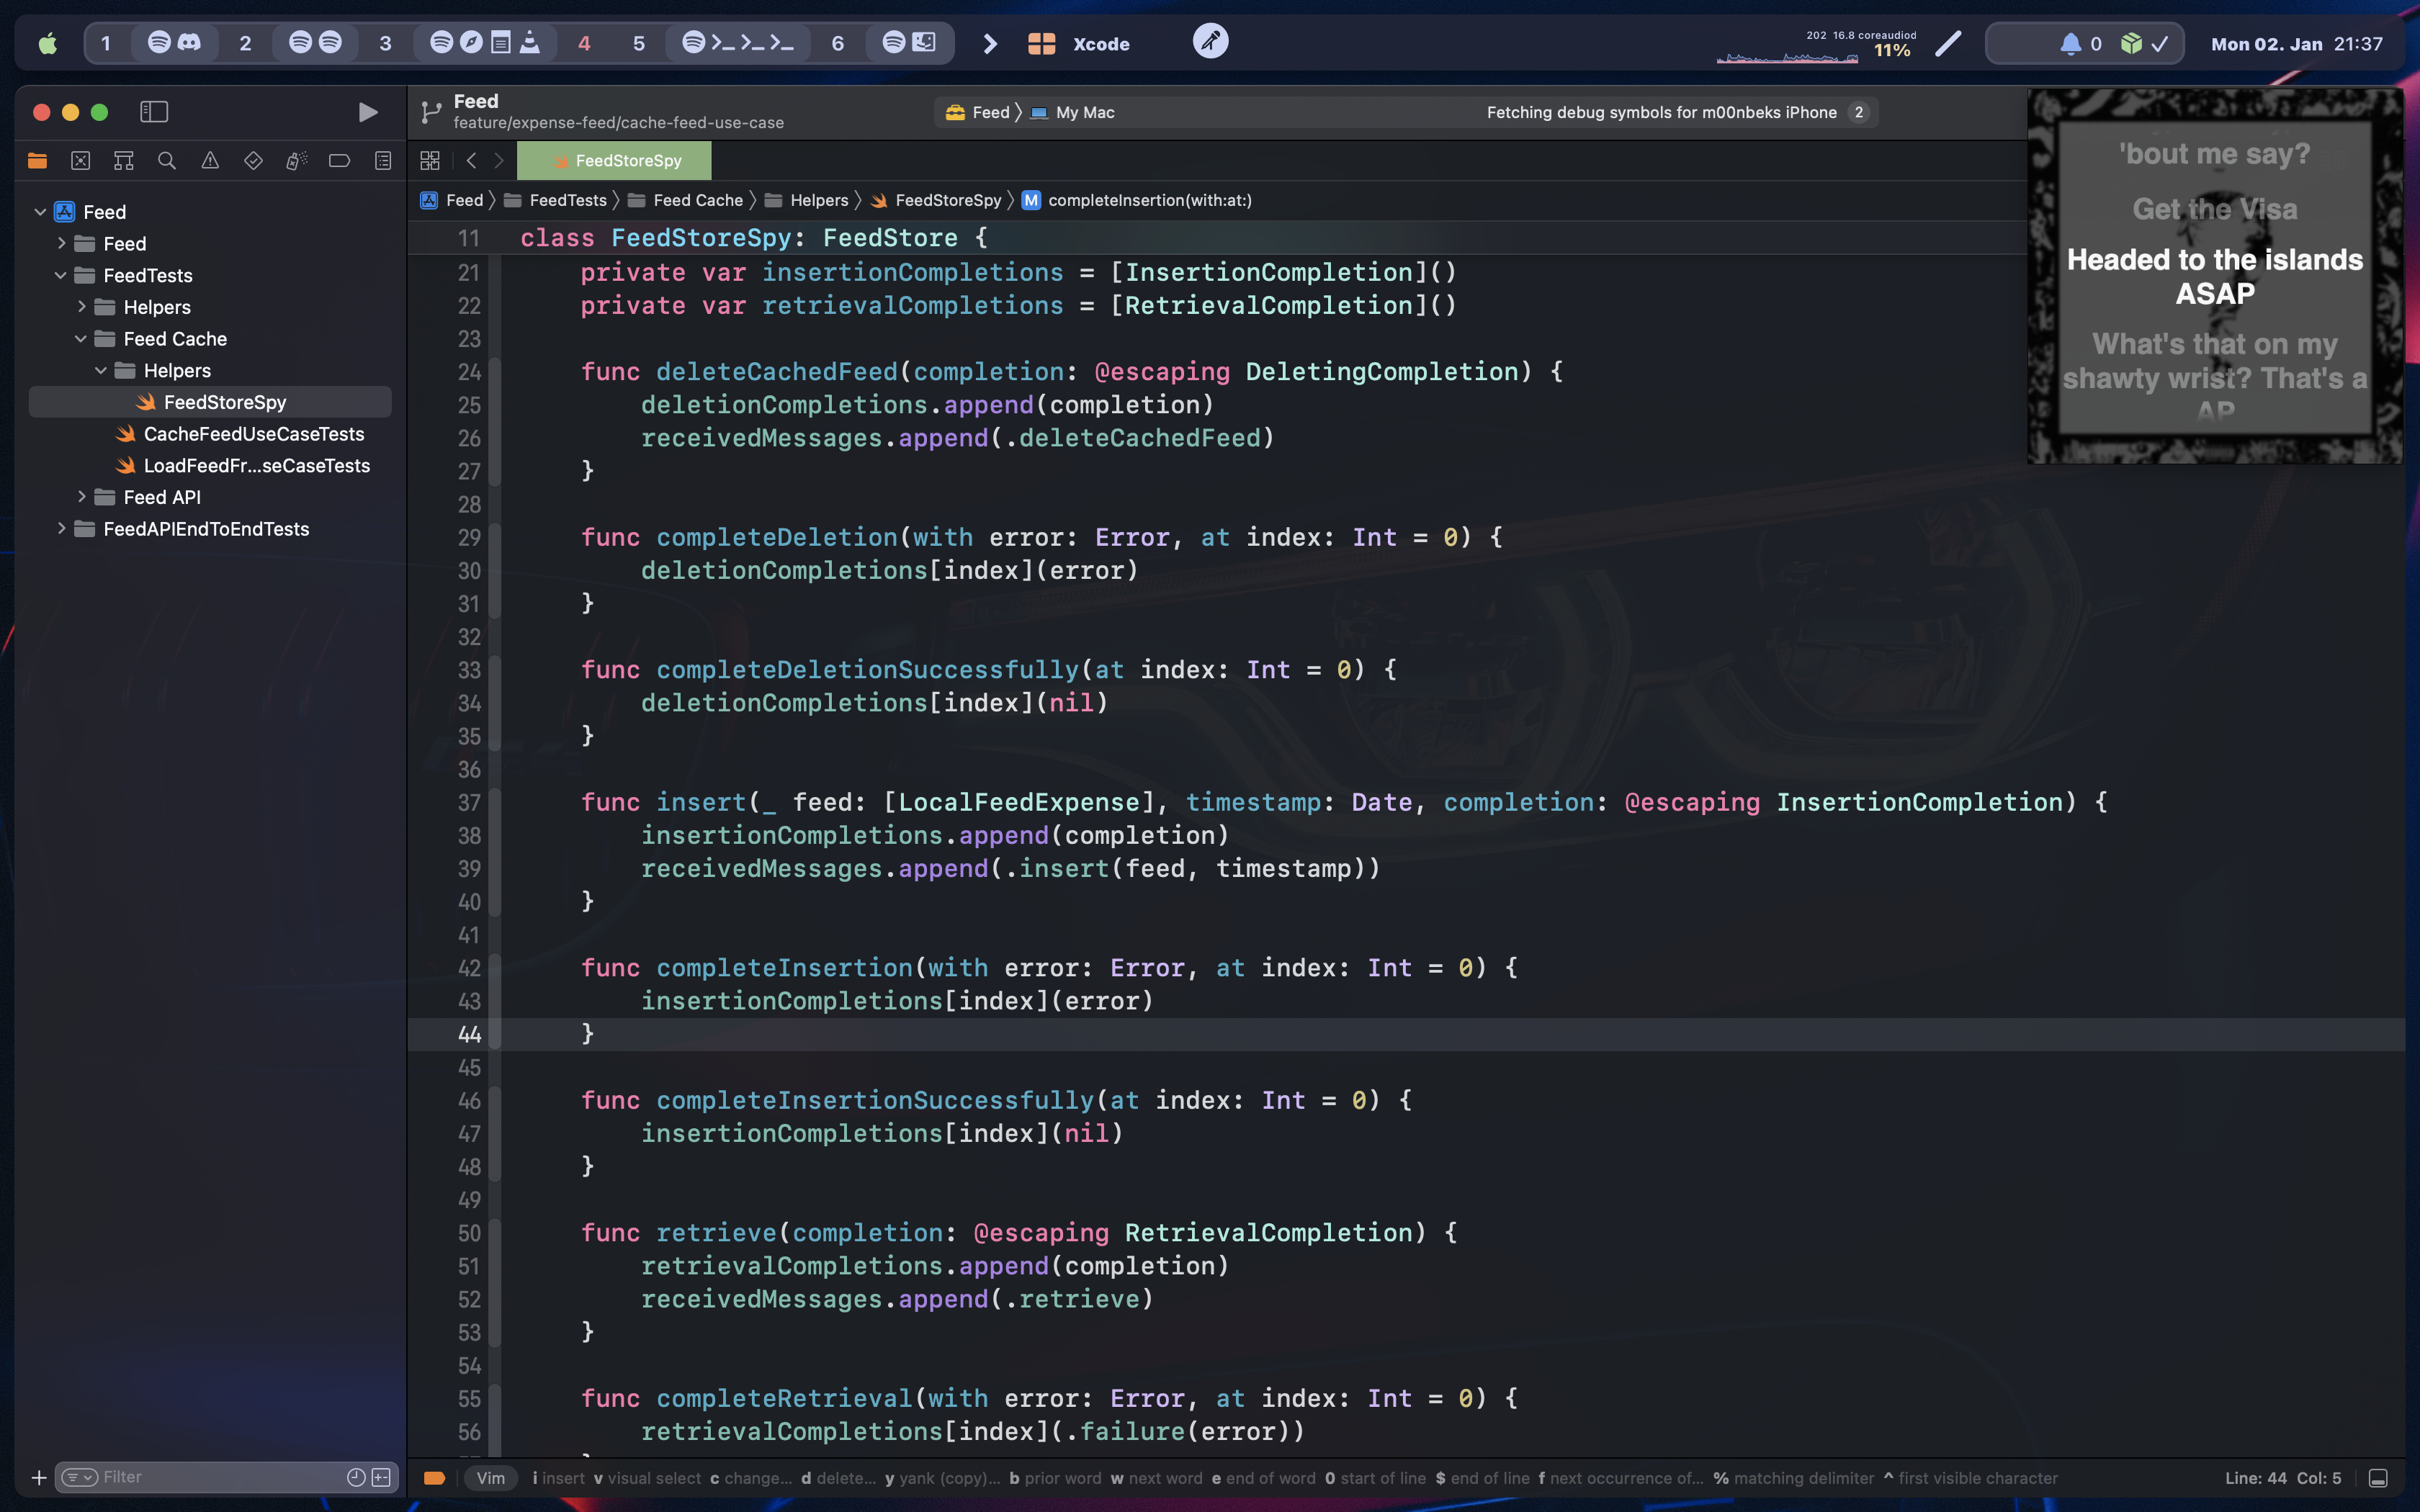 1 2 3 4 5 6 Xcode
202 16.8 coreaudiod
11%
0
Mon 02. Jan 21:37
Feed
feature/expense-feed/cache-feed-use-case
Feed My Mac
Fetching debug symbols for m00nbeks iPhone 2
FeedStoreSpy
Feed FeedTests Feed Cache Helpers FeedStoreSpy M completeInsertion(with:at:)
'bout me say?
Get the Visa
Headed to the islands
ASAP
What's that on my
shawty wrist? That's a
AP
Feed
Feed
FeedTests
Helpers
Feed Cache
Helpers
FeedStoreSpy
CacheFeedUseCaseTests
LoadFeedFr...seCaseTests
Feed API
FeedAPIEndToEndTests
Filter
11 class FeedStoreSpy: FeedStore {
21 private var insertionCompletions = [InsertionCompletion]()
22 private var retrievalCompletions = [RetrievalCompletion]()
23
24 func deleteCachedFeed(completion: @escaping DeletingCompletion) {
25 deletionCompletions.append(completion)
26 receivedMessages.append(.deleteCachedFeed)
27 }
28
29 func completeDeletion(with error: Error, at index: Int = 0) {
30 deletionCompletions[index](error)
31 }
32
33 func completeDeletionSuccessfully(at index: Int = 0) {
34 deletionCompletions[index](nil)
35 }
36
37 func insert(_ feed: [LocalFeedExpense], timestamp: Date, completion: @escaping InsertionCompletion) {
38 insertionCompletions.append(completion)
39 receivedMessages.append(.insert(feed, timestamp))
40 }
41
42 func completeInsertion(with error: Error, at index: Int = 0) {
43 insertionCompletions[index](error)
44 }
45
46 func completeInsertionSuccessfully(at index: Int = 0) {
47 insertionCompletions[index](nil)
48 }
49
50 func retrieve(completion: @escaping RetrievalCompletion) {
51 retrievalCompletions.append(completion)
52 receivedMessages.append(.retrieve)
53 }
54
55 func completeRetrieval(with error: Error, at index: Int = 0) {
56 retrievalCompletions[index](.failure(error))
Vim i insert v visual select c change... d delete... y yank (copy)... b prior word w next word e end of word 0 start of line $ end of line f next occurrence of... % matching delimiter ^ first visible character
Line: 44 Col: 5